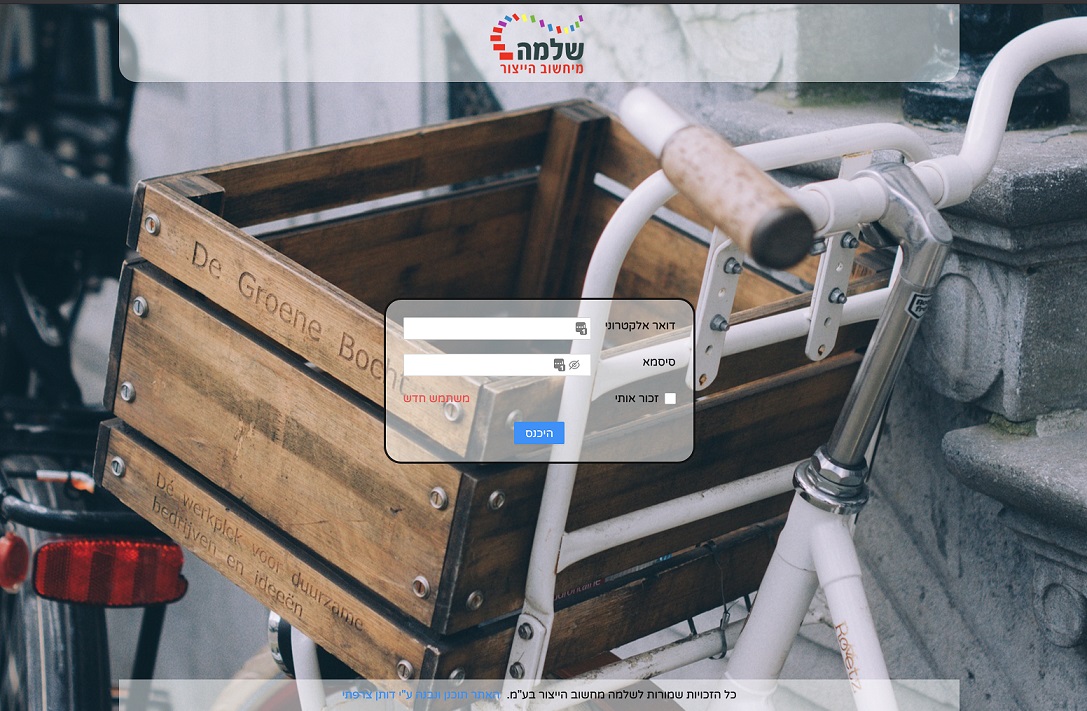 שלמה
מיחשוב הייצור
De Groene Bocht
דואר אלקטרוני
סיסמא
זכור אותי
משתמש חדש
היכנס
De werkplek voor duurzame
bedrijven en ideeën
Rovetz
כל הזכויות שמורות לשלמה מחשוב הייצור בע"מ. האתר תוכנן ונבנה ע"י דותן צרפתי